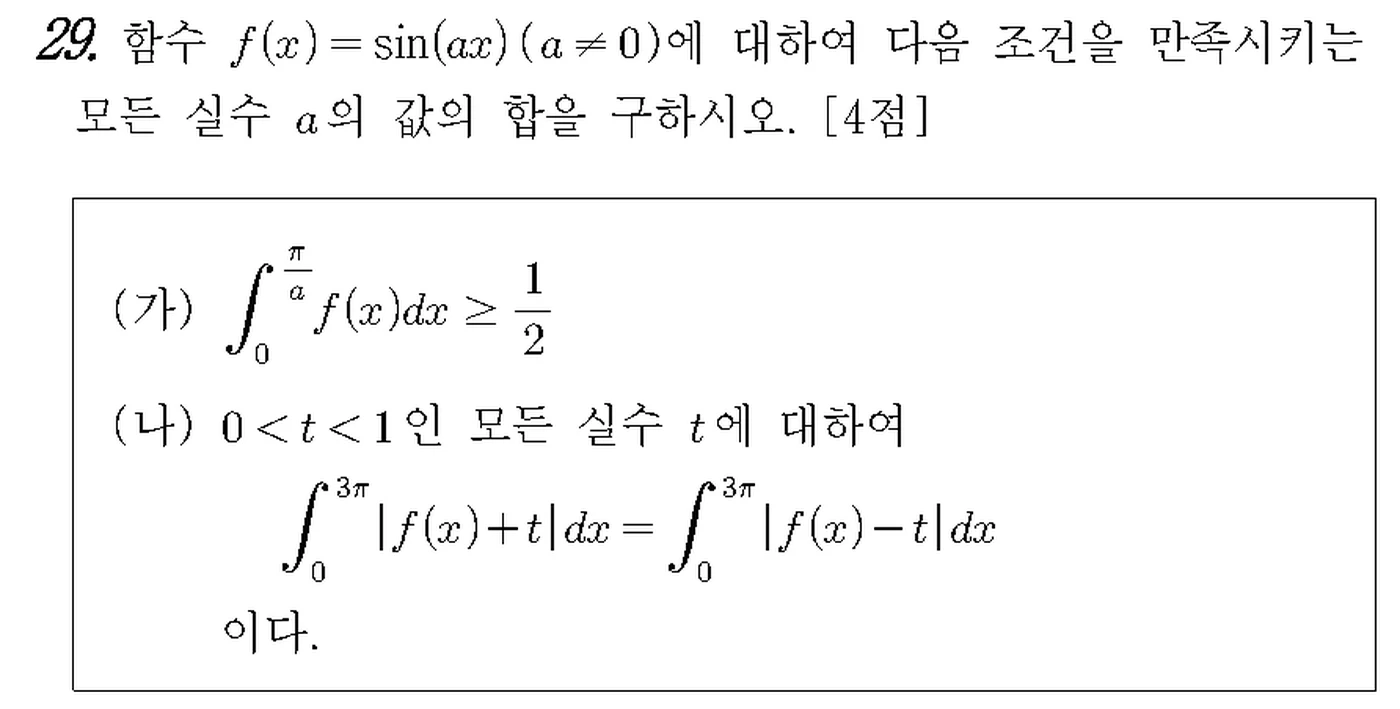 29. 함수 f(x)=sin(ax)(a≠0)에 대하여 다음 조건을 만족시키는
모든 실수 a의 값의 합을 구하시오. [4점]
(가) ∫_0^{π/a} f(x)dx ≥ 1/2
(나) 0<t<1인 모든 실수 t에 대하여
∫_0^{3π} |f(x)+t|dx = ∫_0^{3π} |f(x)-t|dx
이다.